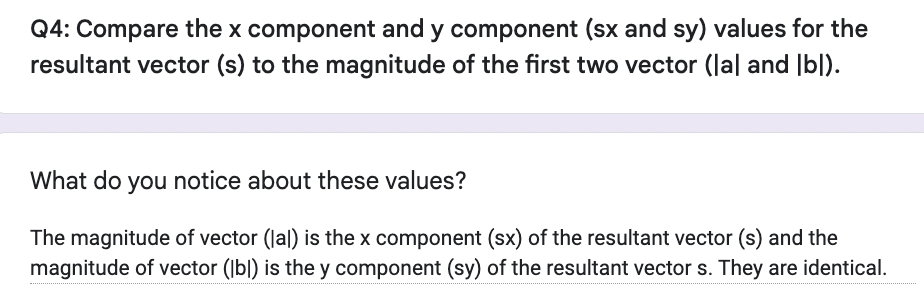 Q4: Compare the x component and y component (sx and sy) values for the
resultant vector (s) to the magnitude of the first two vector (|a| and |b|).
What do you notice about these values?
The magnitude of vector (|a|) is the x component (sx) of the resultant vector (s) and the
magnitude of vector (|b|) is the y component (sy) of the resultant vector s. They are identical.